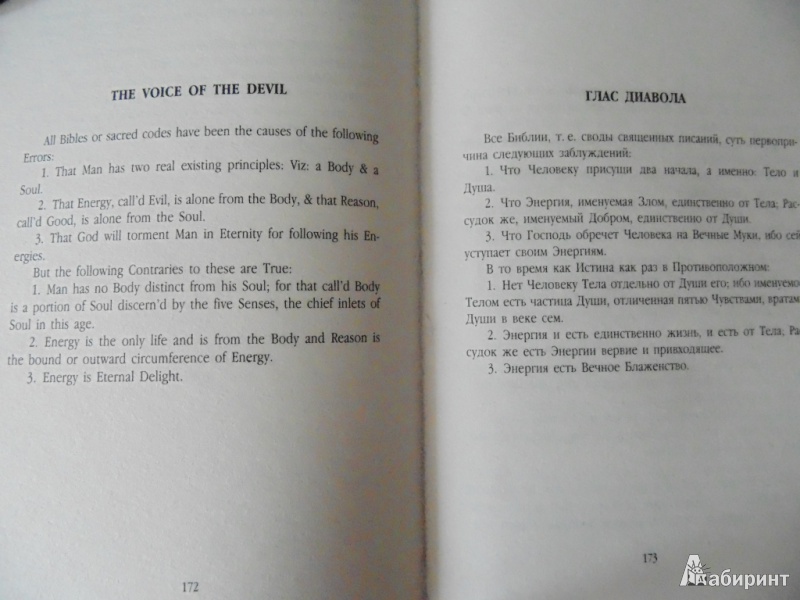 THE VOICE OF THE DEVIL
All Bibles or sacred codes have been the causes of the following
Errors:
1. That Man has two real existing principles: Viz: a Body & a
Soul.
2. That Energy, call'd Evil, is alone from the Body, & that Reason,
call'd Good, is alone from the Soul.
3. That God will torment Man in Eternity for following his En-
ergies.
But the following Contraries to these are True:
1. Man has no Body distinct from his Soul; for that call'd Body
is a portion of Soul discern'd by the five Senses, the chief inlets of
Soul in this age.
2. Energy is the only life and is from the Body and Reason is
the bound or outward circumference of Energy.
3. Energy is Eternal Delight.
172
ГЛАС ДИАВОЛА
Все Библии, т. е. своды священных писаний, суть первопри-
чина следующих заблуждений:
1. Что Человеку присущи два начала, а именно: Тело и
Душа.
2. Что Энергия, именуемая Злом, единственно от Тела; Рас-
судок же, именуемый Добром, единственно от Души.
3. Что Господь обречет Человека на Вечные Муки, ибо сей
уступает своим Энергиям.
В то время как Истина как раз в Противоположном:
1. Нет Человеку Тела отдельно от Души его; ибо именуемое
Телом есть частица Души, отличенная пятью Чувствами, вратами
Души в веке сем.
2. Энергия и есть единственно жизнь, и есть от Тела; Рас-
судок же есть Энергии вервие и привходящее.
3. Энергия есть Вечное Блаженство.
173
Лабиринт